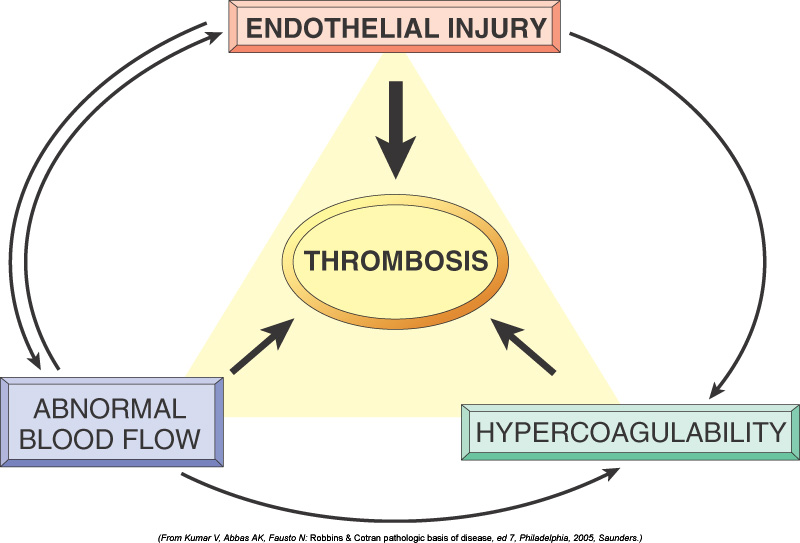 ENDOTHELIAL INJURY
THROMBOSIS
ABNORMAL
BLOOD FLOW
HYPERCOAGULABILITY
(From Kumar V, Abbas AK, Fausto N: Robbins & Cotran pathologic basis of disease, ed 7, Philadelphia, 2005, Saunders.)